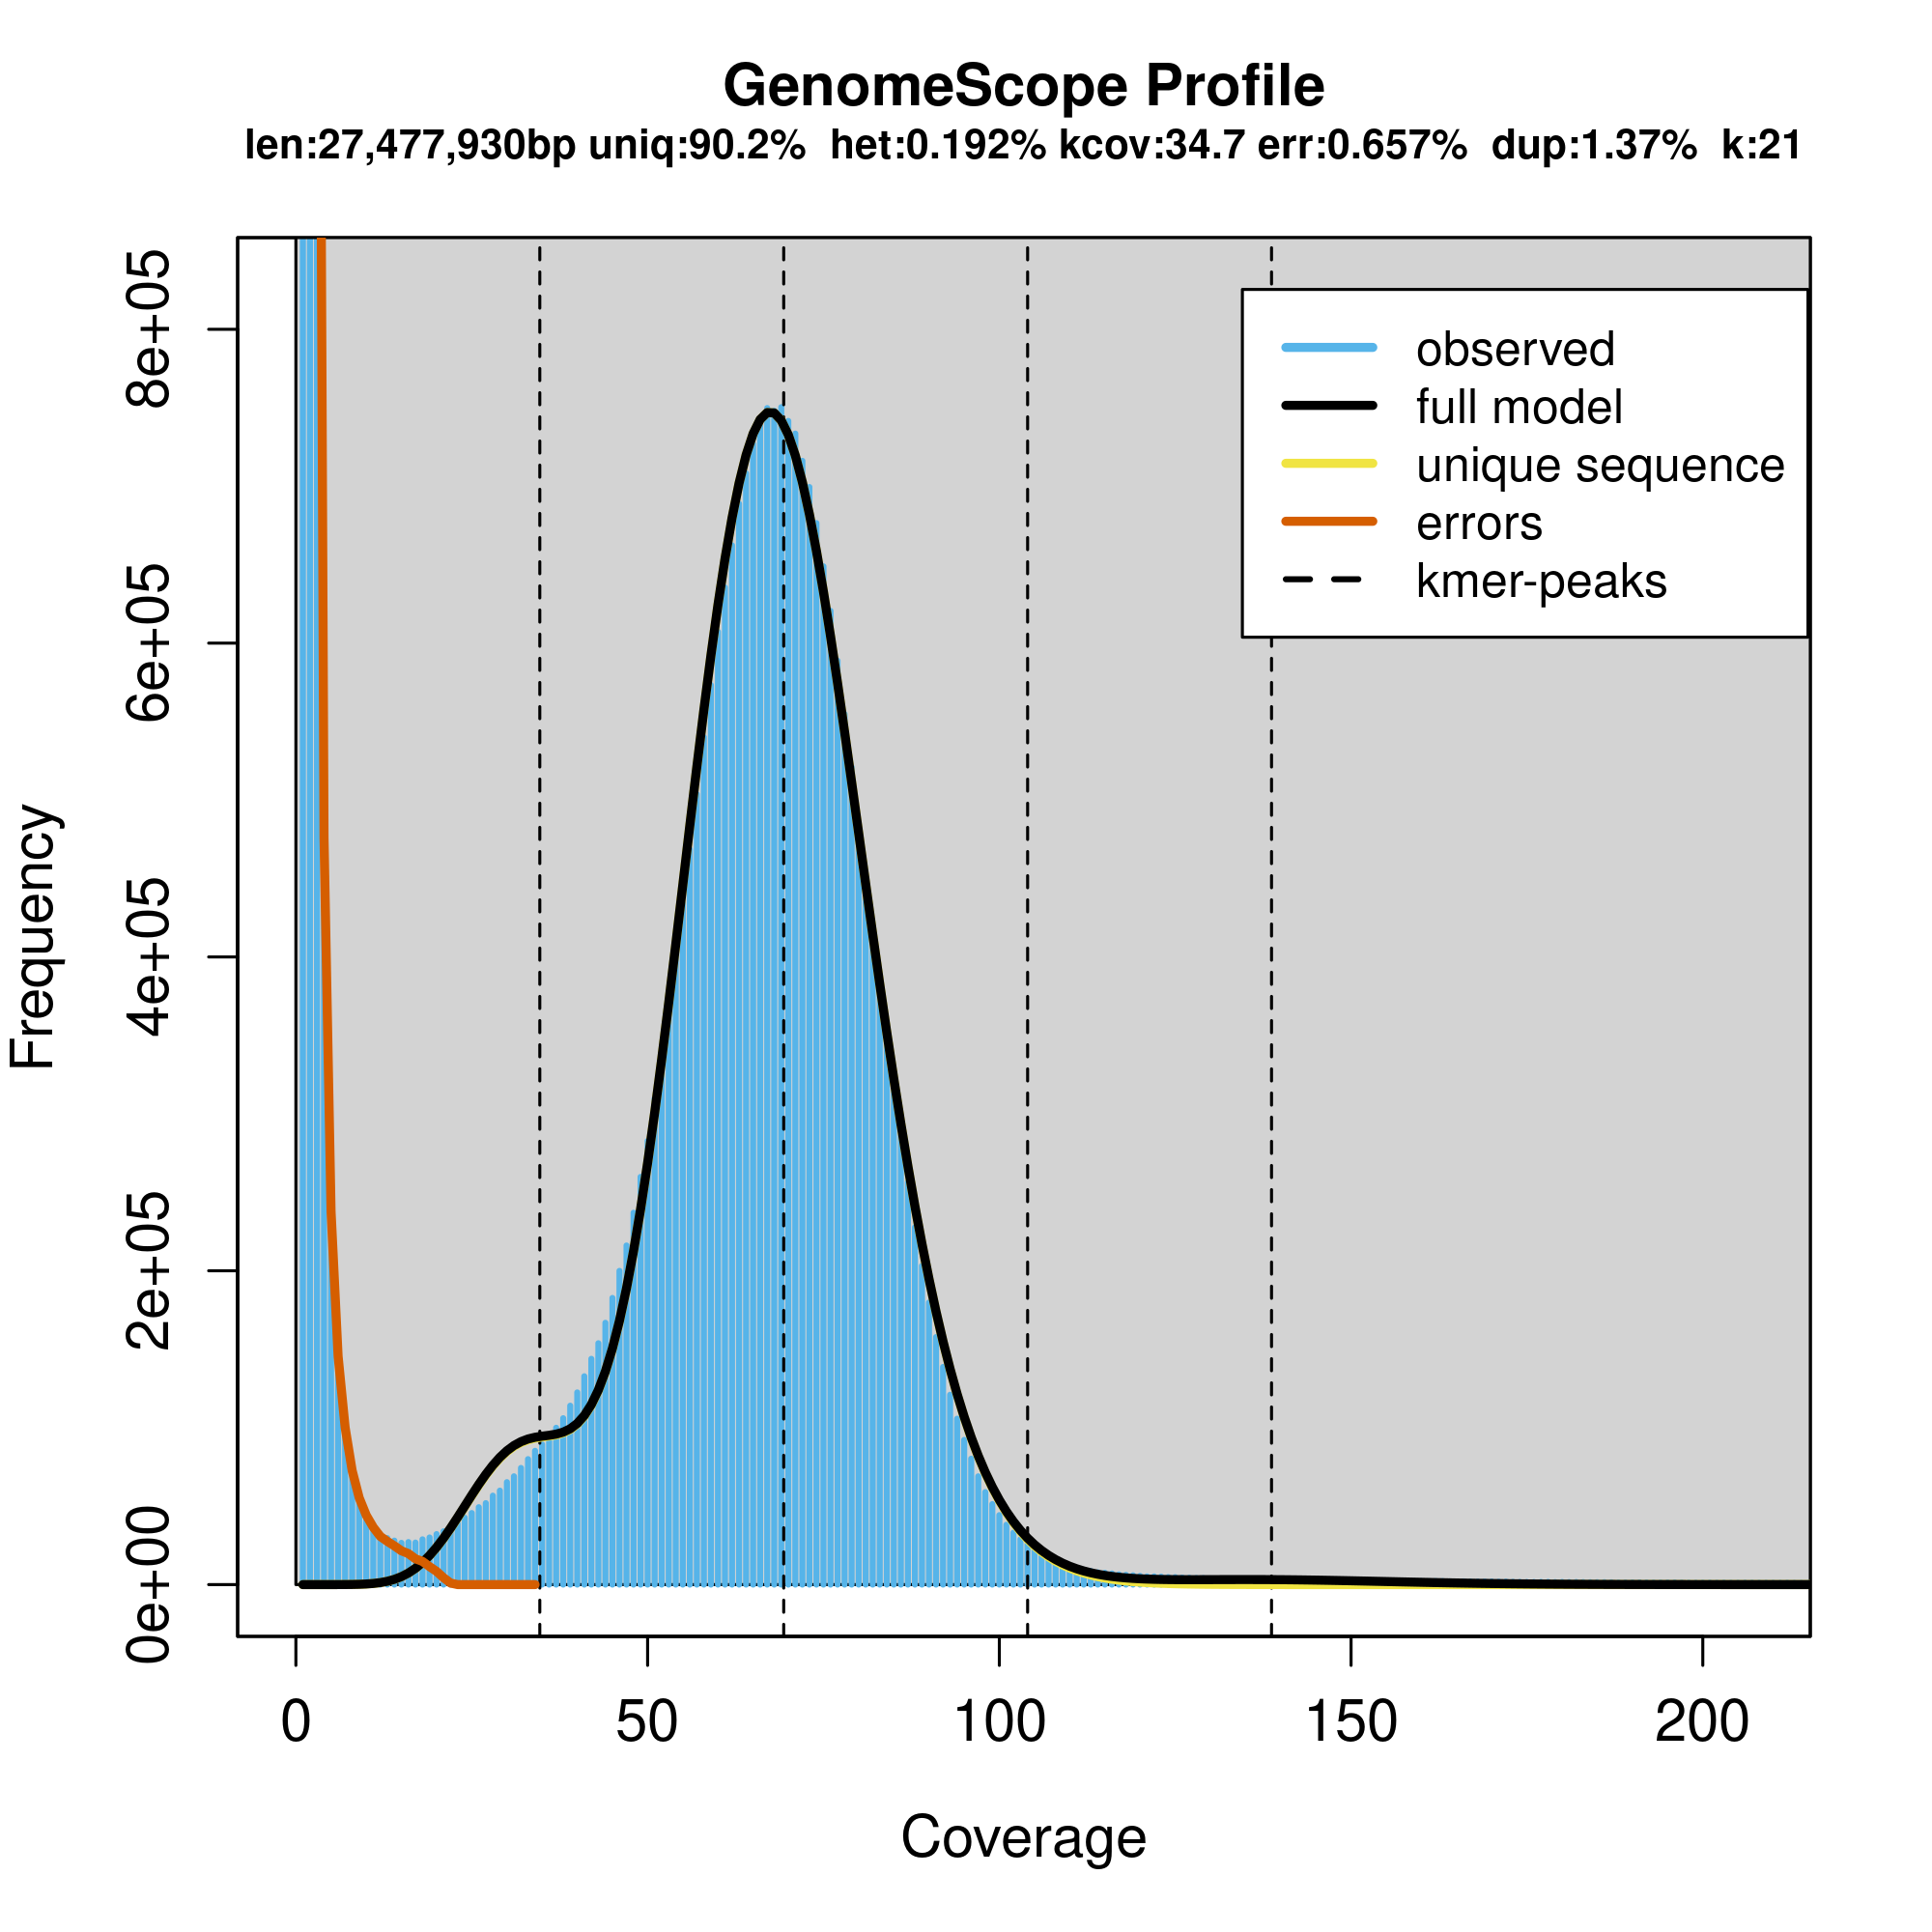 GenomeScope Profile
len:27,477,930bp uniq:90.2% het:0.192% kcov:34.7 err:0.657% dup:1.37% k:21
observed
full model
unique sequence
errors
kmer-peaks
Frequency
8e+05
6e+05
4e+05
2e+05
0e+00
0 50 100 150 200
Coverage